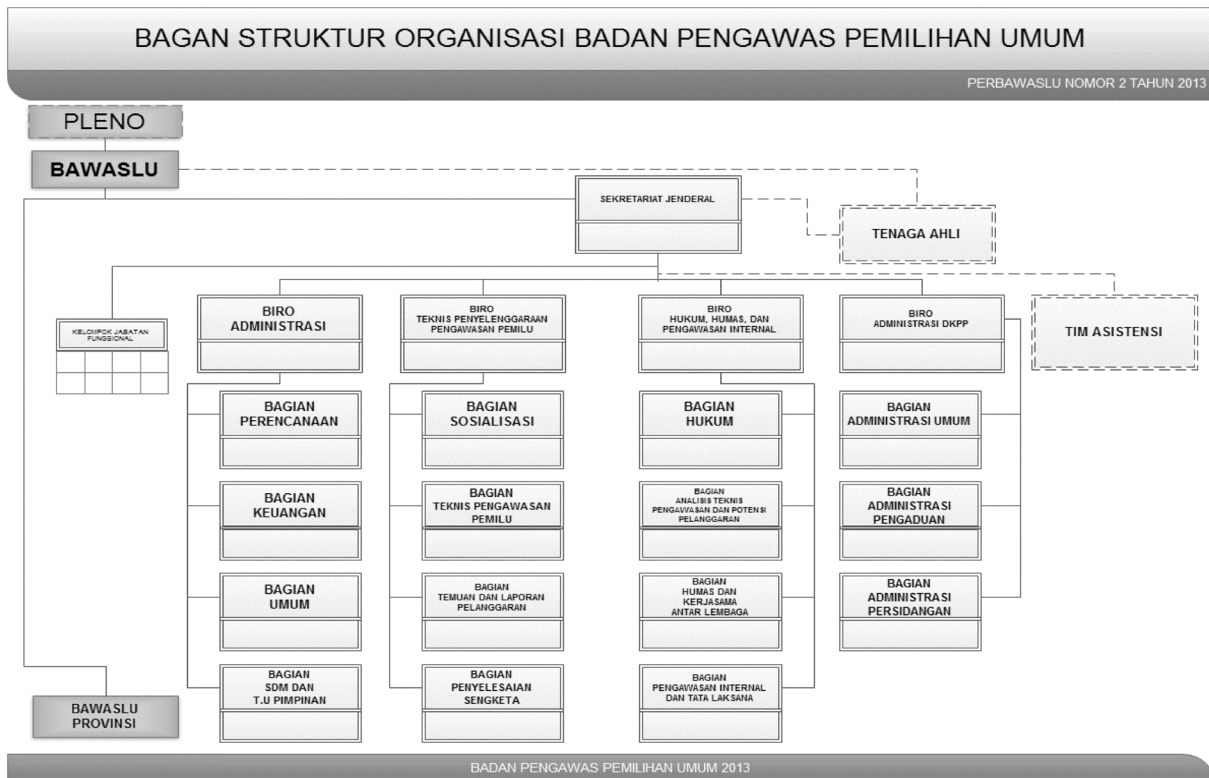 BAGAN STRUKTUR ORGANISASI BADAN PENGAWAS PEMILIHAN UMUM
PERBAWASLU NOMOR 2 TAHUN 2013
PLENO
BAWASLU
SEKRETARIAT JENDERAL
TENAGA AHLI
KELOMPOK JABATAN
FUNGSIONAL
BIRO
ADMINISTRASI
BIRO
TEKNIS PENYELENGGARAAN
PENGAWASAN PEMILU
BIRO
HUKUM, HUMAS, DAN
PENGAWASAN INTERNAL
BIRO
ADMINISTRASI DKPP
TIM ASISTENSI
BAGIAN
PERENCANAAN
BAGIAN
SOSIALISASI
BAGIAN
HUKUM
BAGIAN
ADMINISTRASI UMUM
BAGIAN
KEUANGAN
BAGIAN
TEKNIS PENGAWASAN
PEMILU
BAGIAN
ANALISIS TEKNIS
PENGAWASAN DAN POTENSI
PELANGGARAN
BAGIAN
ADMINISTRASI
PENGADUAN
BAGIAN
UMUM
BAGIAN
TEMUAN DAN LAPORAN
PELANGGARAN
BAGIAN
HUMAS DAN
KERJASAMA
ANTAR LEMBAGA
BAGIAN
ADMINISTRASI
PERSIDANGAN
BAGIAN
SDM DAN
T.U PIMPINAN
BAGIAN
PENYELESAIAN
SENGKETA
BAGIAN
PENGAWASAN INTERNAL
DAN TATA LAKSANA
BAWASLU
PROVINSI
BADAN PENGAWAS PEMILIHAN UMUM 2013